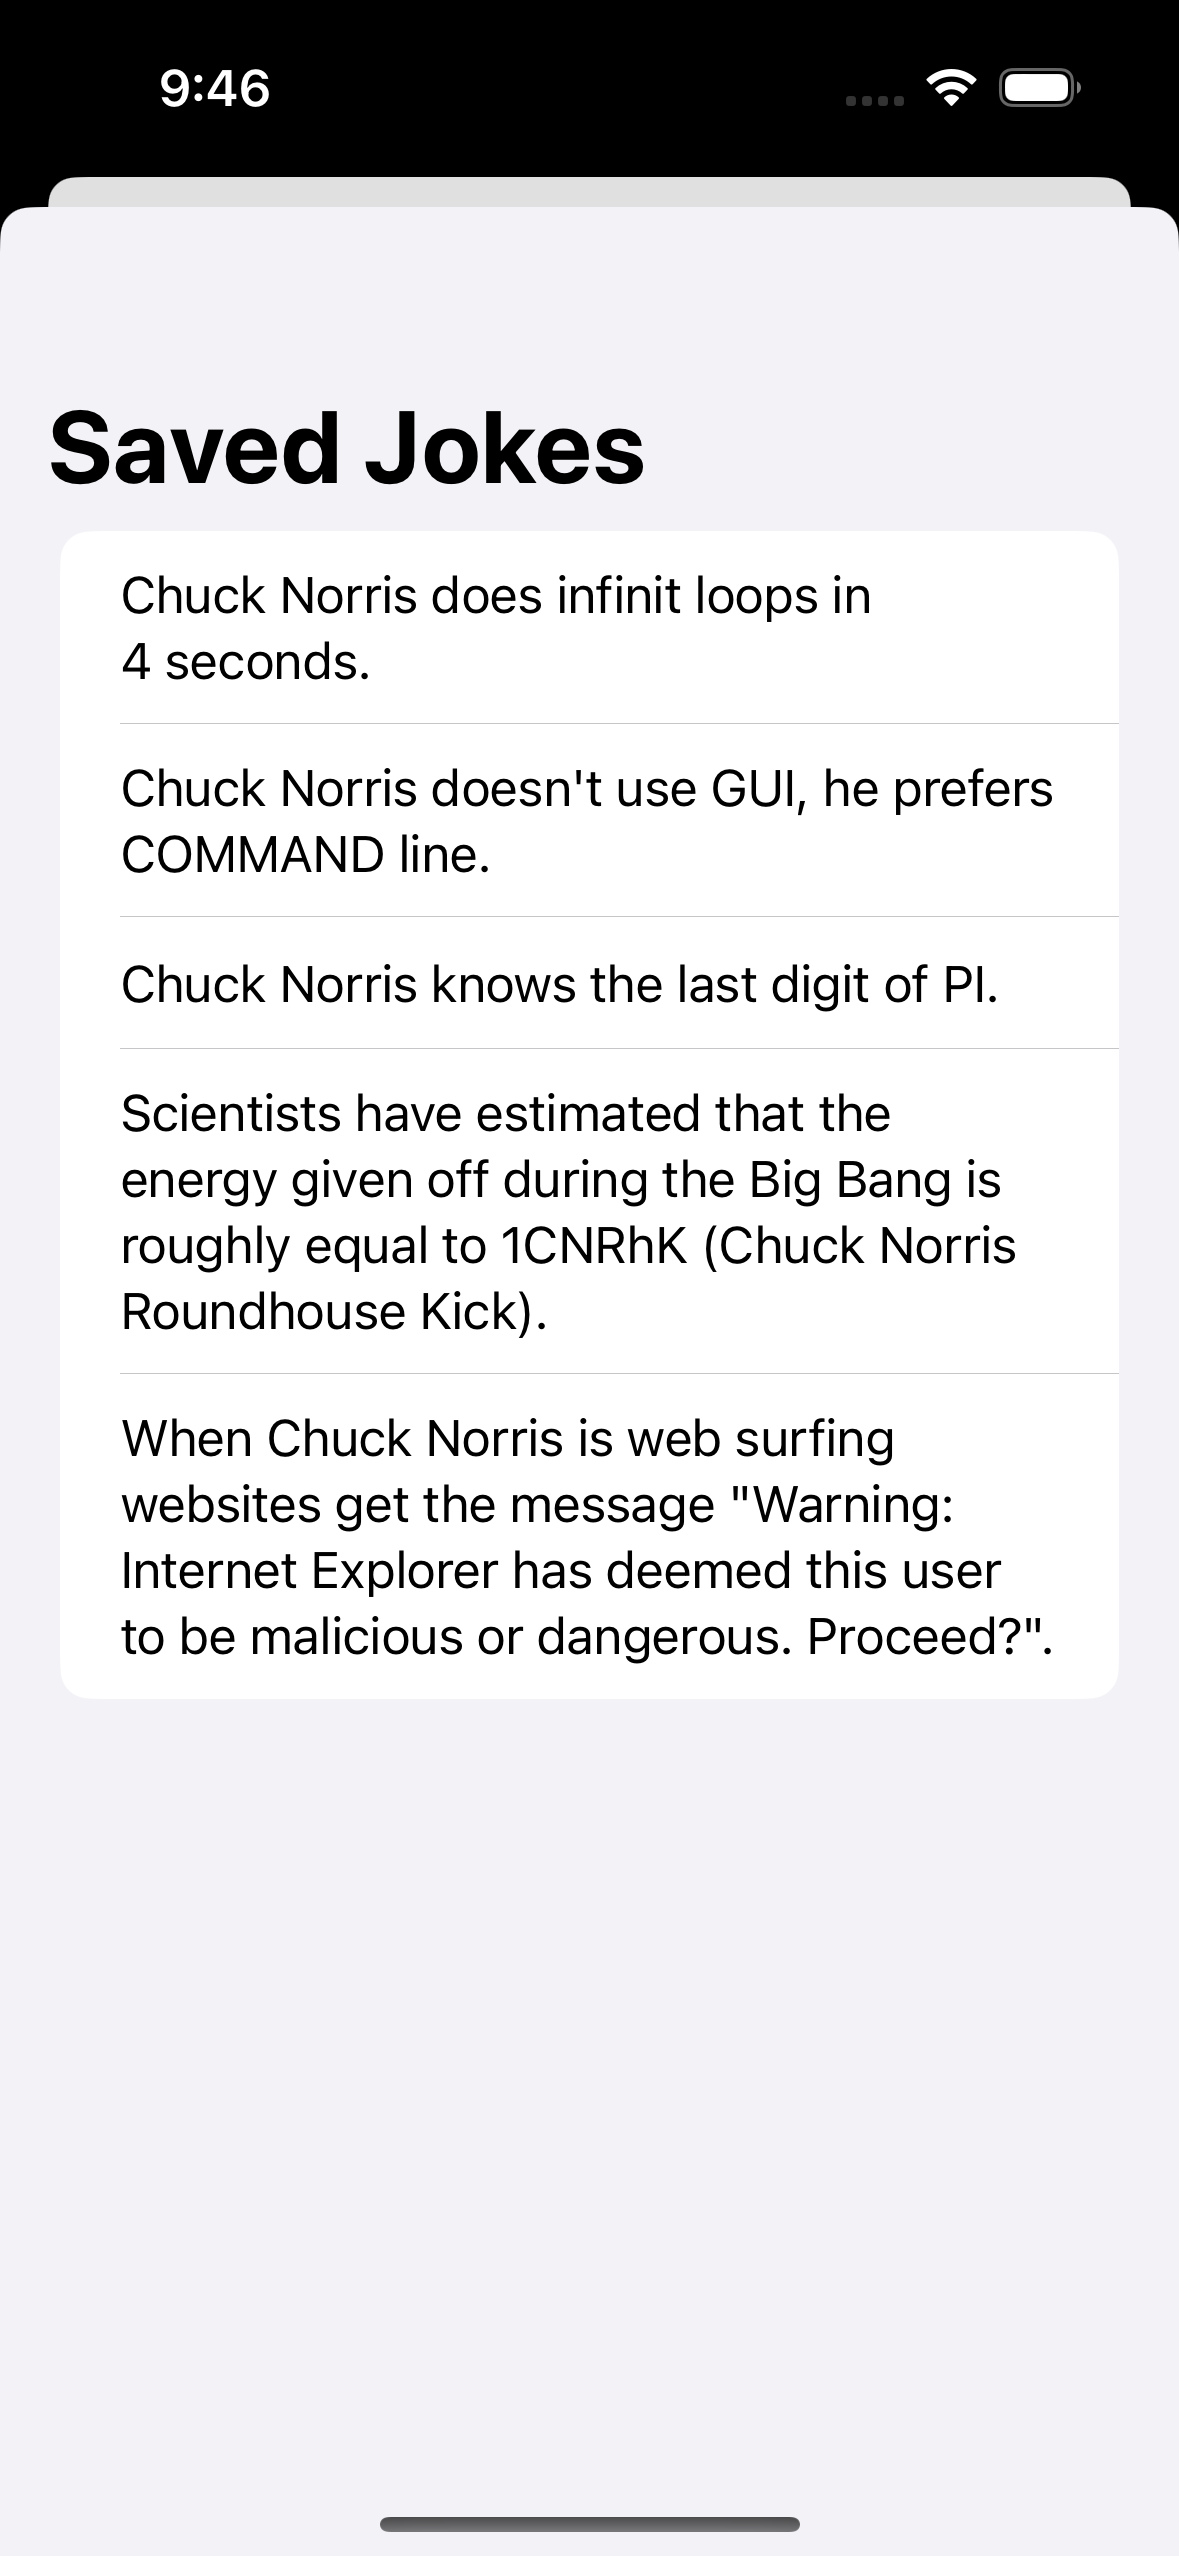 9:46
Saved Jokes
Chuck Norris does infinit loops in
4 seconds.
Chuck Norris doesn't use GUI, he prefers
COMMAND line.
Chuck Norris knows the last digit of PI.
Scientists have estimated that the
energy given off during the Big Bang is
roughly equal to 1CNRhK (Chuck Norris
Roundhouse Kick).
When Chuck Norris is web surfing
websites get the message "Warning:
Internet Explorer has deemed this user
to be malicious or dangerous. Proceed?".